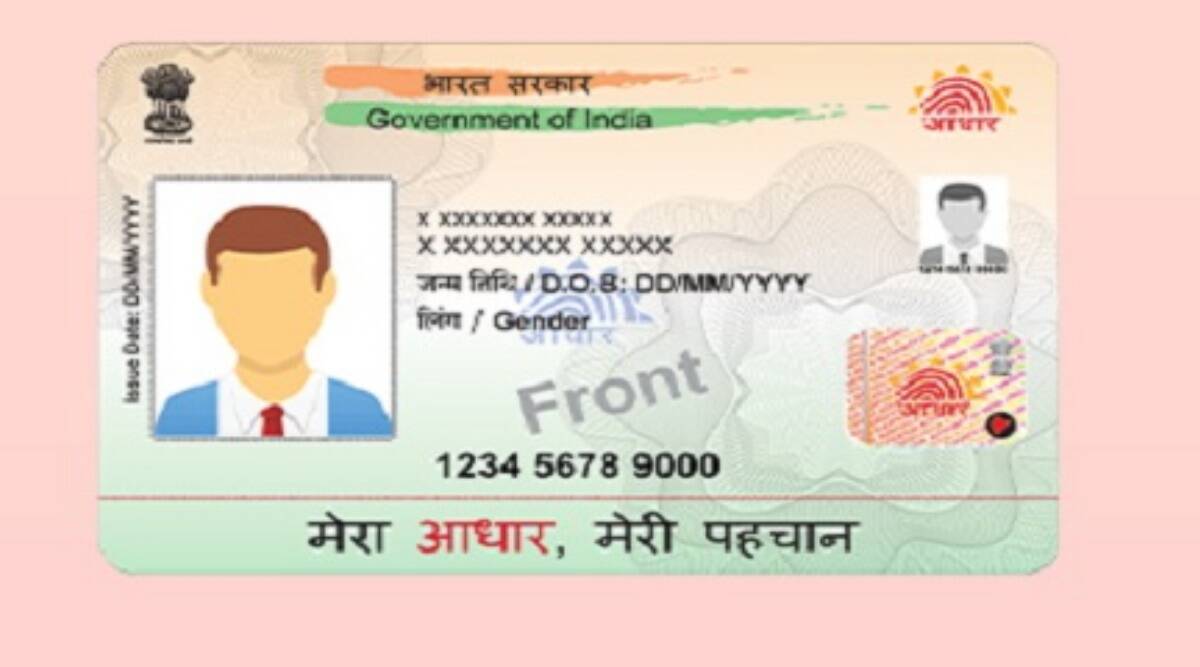 भारत सरकार
Government of India
आधार
Issue Date: DD/MM/YYYY
X XXXXXXX XXXXX
X XXXXXXX XXXXX
जन्म तिथि / D.O.B: DD/MM/YYYY
लिंग / Gender
आधार
Front
आधार
1234 5678 9000
मेरा आधार, मेरी पहचान